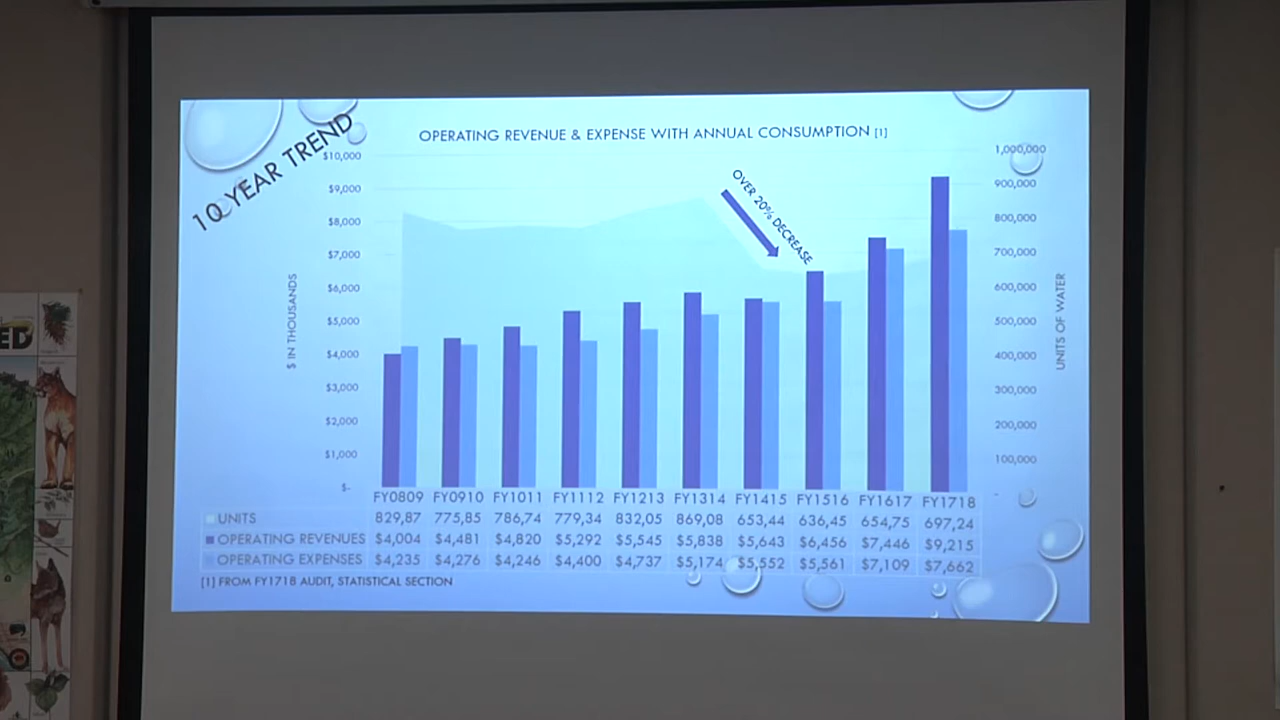 10 YEAR TREND
OPERATING REVENUE & EXPENSE WITH ANNUAL CONSUMPTION [1]
$10,000
$9,000
$8,000
$7,000
$6,000
$5,000
$4,000
$3,000
$2,000
$1,000
$-
$ IN THOUSANDS
OVER 20% DECREASE
1,000,000
900,000
800,000
700,000
600,000
500,000
400,000
300,000
200,000
100,000
-
UNITS OF WATER
FY0809 FY0910 FY1011 FY1112 FY1213 FY1314 FY1415 FY1516 FY1617 FY1718
UNITS 829,87 775,85 786,74 779,34 832,05 869,08 653,44 636,45 654,75 697,24
OPERATING REVENUES $4,004 $4,481 $4,820 $5,292 $5,545 $5,838 $5,643 $6,456 $7,446 $9,215
OPERATING EXPENSES $4,235 $4,276 $4,246 $4,400 $4,737 $5,174 $5,552 $5,561 $7,109 $7,662
[1] FROM FY1718 AUDIT, STATISTICAL SECTION
ED